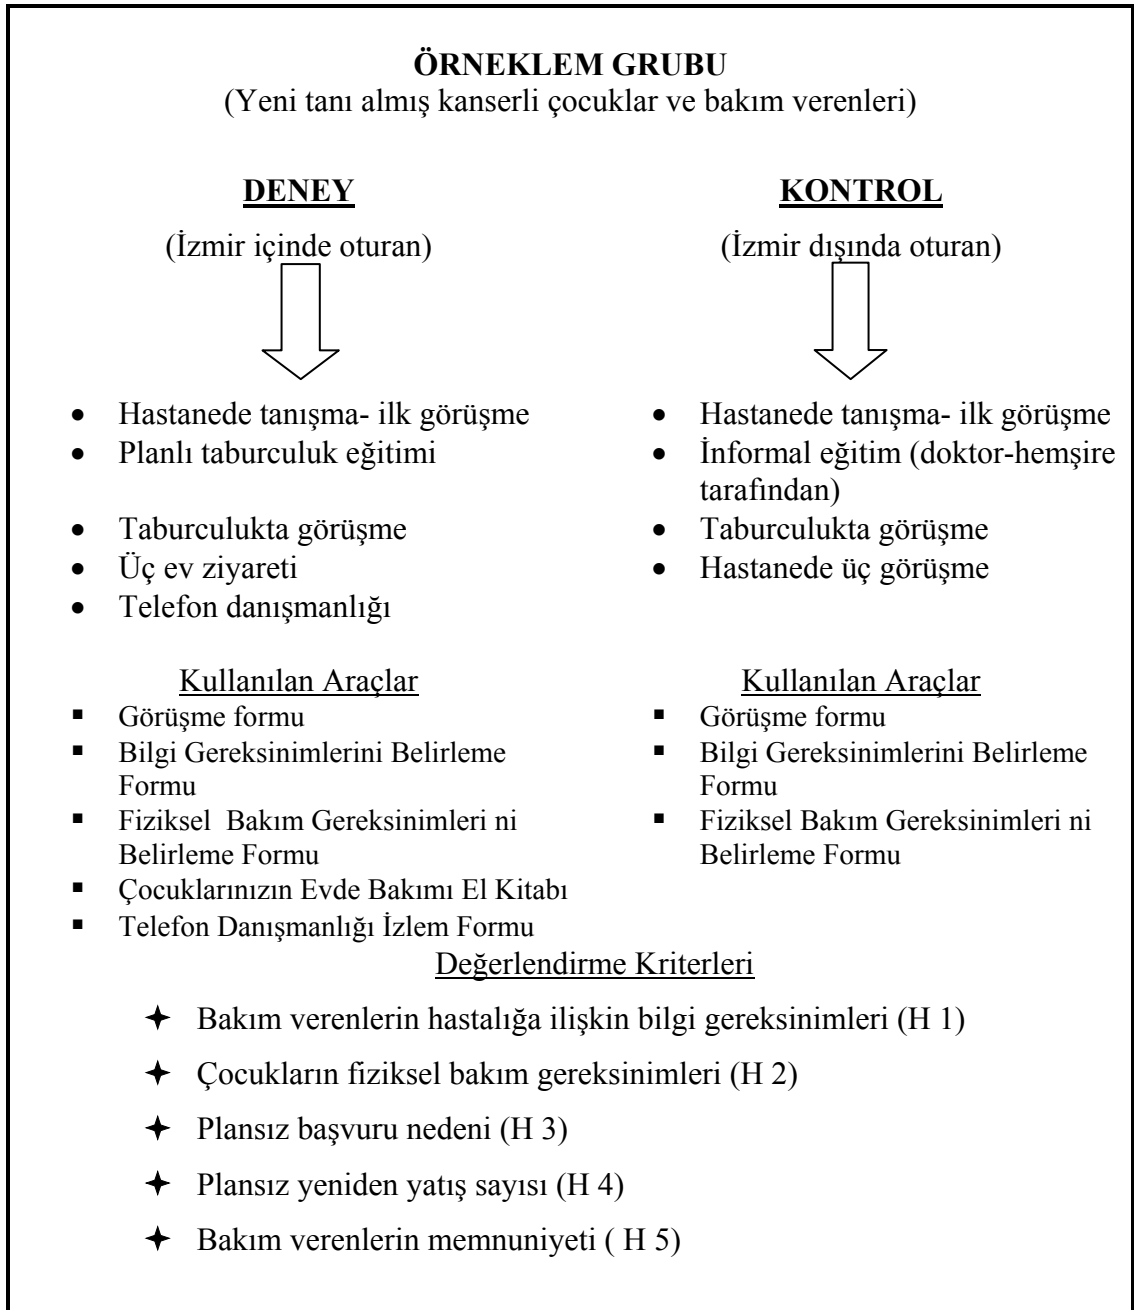 ÖRNEKLEM GRUBU
(Yeni tanı almış kanserli çocuklar ve bakım verenleri)
DENEY
(İzmir içinde oturan)
• Hastanede tanışma- ilk görüşme
• Planlı taburculuk eğitimi
• Taburculukta görüşme
• Üç ev ziyareti
• Telefon danışmanlığı
Kullanılan Araçlar
▪ Görüşme formu
▪ Bilgi Gereksinimlerini Belirleme
Formu
▪ Fiziksel  Bakım Gereksinimleri ni
Belirleme Formu
▪ Çocuklarınızın Evde Bakımı El Kitabı
▪ Telefon Danışmanlığı İzlem Formu
KONTROL
(İzmir dışında oturan)
• Hastanede tanışma- ilk görüşme
• İnformal eğitim (doktor-hemşire
tarafından)
• Taburculukta görüşme
• Hastanede üç görüşme
Kullanılan Araçlar
▪ Görüşme formu
▪ Bilgi Gereksinimlerini Belirleme
Formu
▪ Fiziksel Bakım Gereksinimleri ni
Belirleme Formu
Değerlendirme Kriterleri
✦ Bakım verenlerin hastalığa ilişkin bilgi gereksinimleri (H 1)
✦ Çocukların fiziksel bakım gereksinimleri (H 2)
✦ Plansız başvuru nedeni (H 3)
✦ Plansız yeniden yatış sayısı (H 4)
✦ Bakım verenlerin memnuniyeti ( H 5)